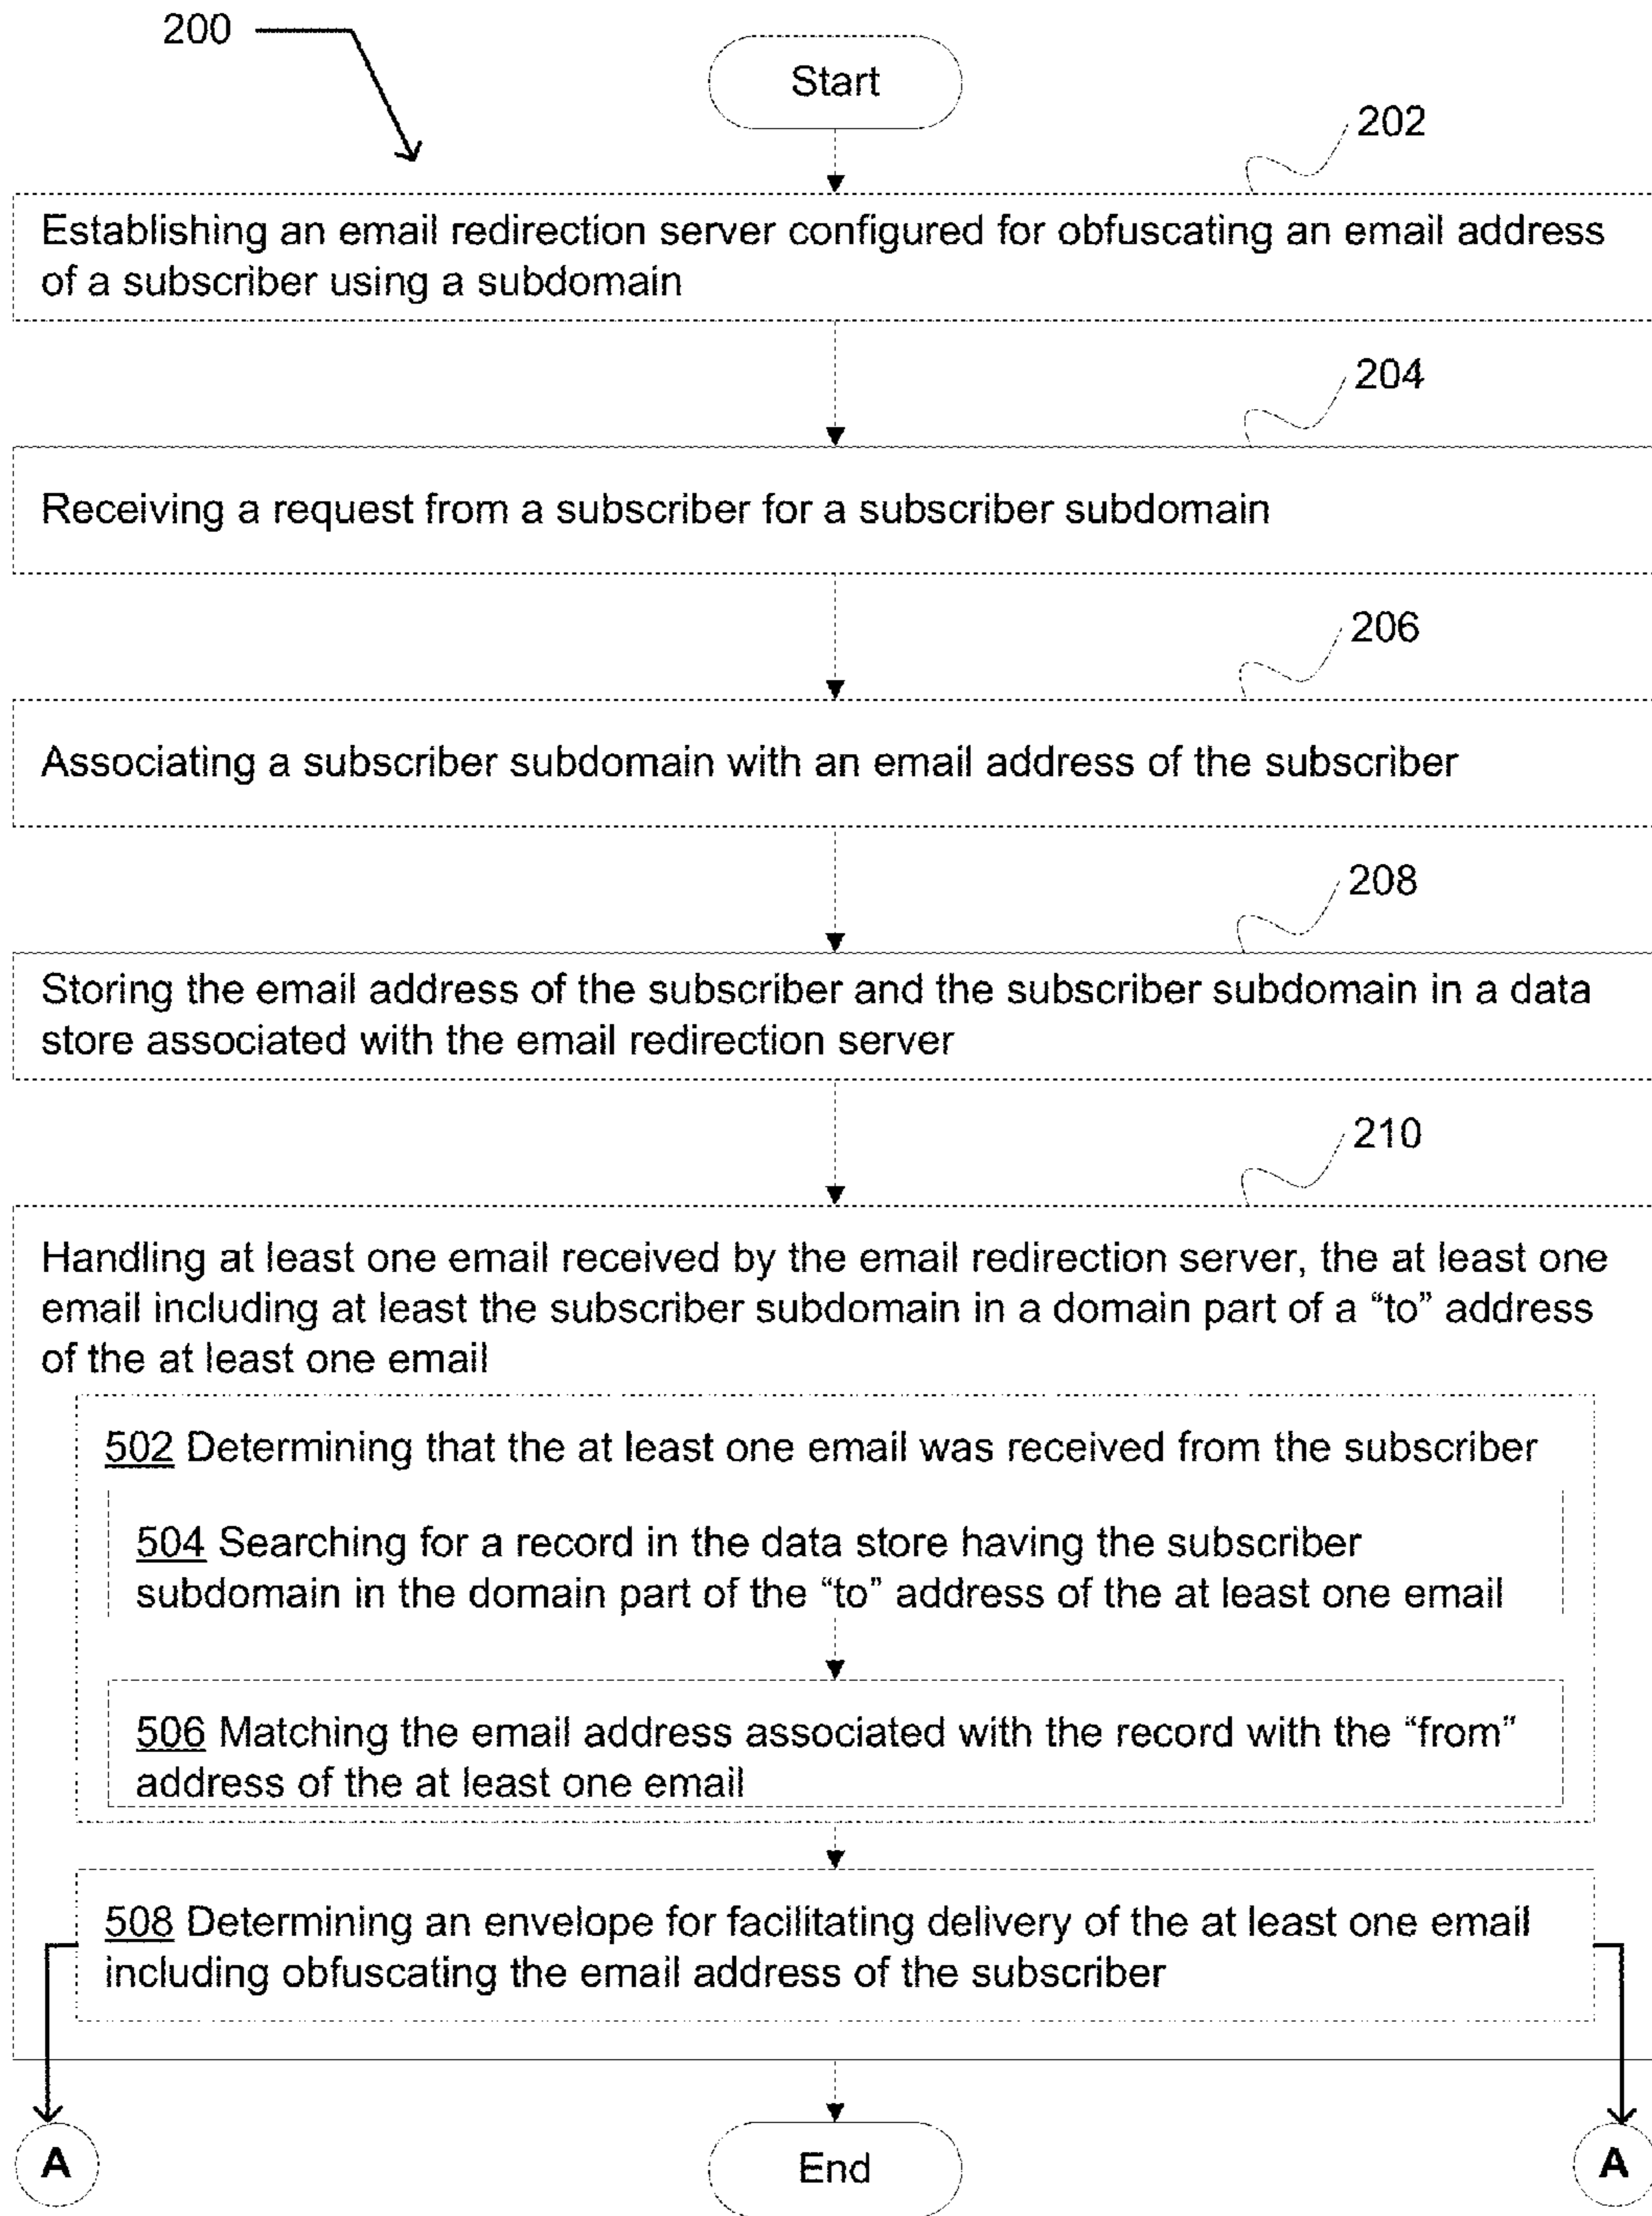 200
Start
202
Establishing an email redirection server configured for obfuscating an email address
of a subscriber using a subdomain
204
Receiving a request from a subscriber for a subscriber subdomain
206
Associating a subscriber subdomain with an email address of the subscriber
208
Storing the email address of the subscriber and the subscriber subdomain in a data
store associated with the email redirection server
210
Handling at least one email received by the email redirection server, the at least one
email including at least the subscriber subdomain in a domain part of a “to” address
of the at least one email
502 Determining that the at least one email was received from the subscriber
504 Searching for a record in the data store having the subscriber
subdomain in the domain part of the “to” address of the at least one email
506 Matching the email address associated with the record with the “from”
address of the at least one email
508 Determining an envelope for facilitating delivery of the at least one email
including obfuscating the email address of the subscriber
A
End
A